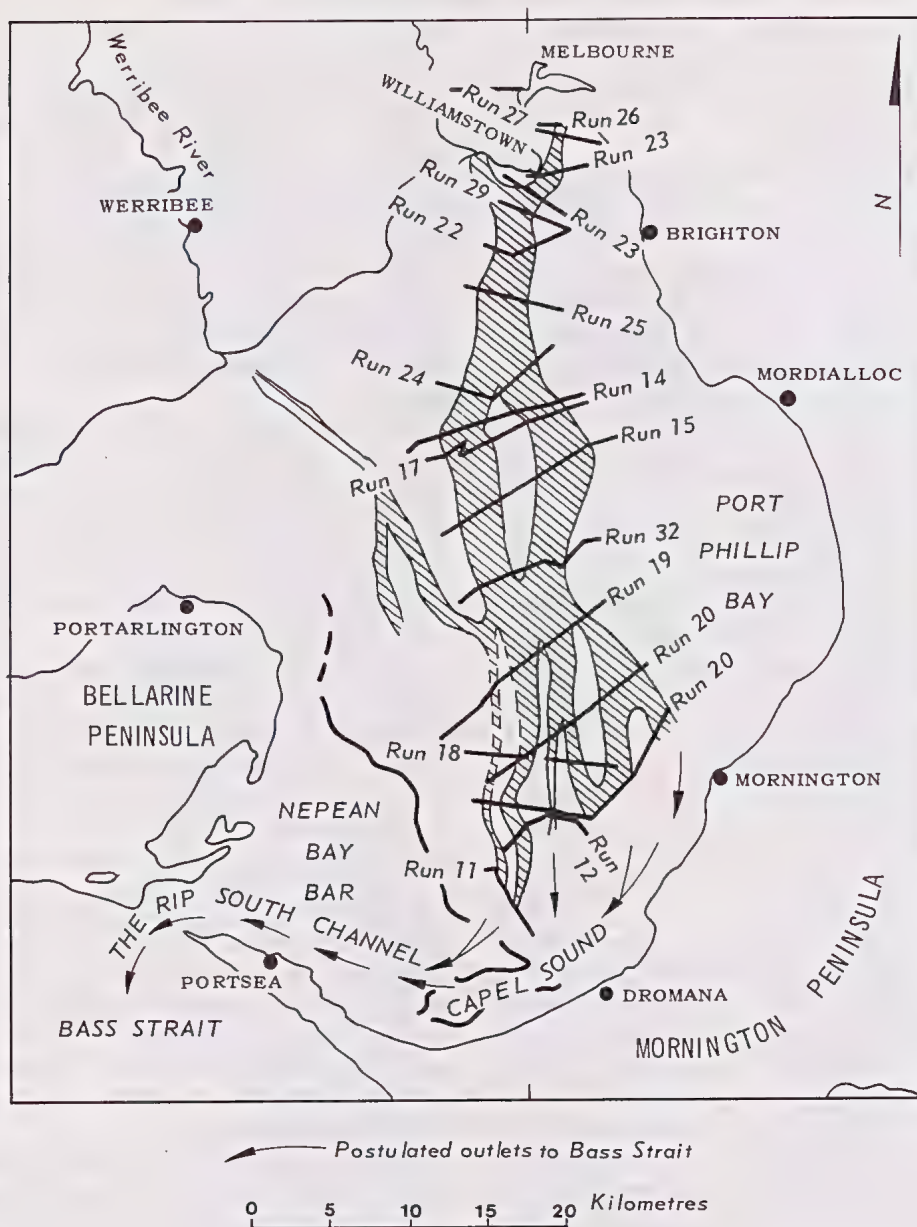 MELBOURNE
Werribee River
WILLIAMSTOWN
Run 27
Run 26
Run 23
Run 29
WERRIBEE
Run 22
Run 23
BRIGHTON
N
Run 25
Run 24
Run 14
MORDIALLOC
Run 15
Run 17
PORT
PHILLIP
BAY
Run 32
Run 19
PORTARLINGTON
Run 20
Run 20
BELLARINE
PENINSULA
Run 18
MORNINGTON
NEPEAN
BAY
BAR
Run 12
Run 11
THE RIP
SOUTH CHANNEL
PORTSEA
CAPEL SOUND
DROMANA
MORNINGTON PENINSULA
BASS STRAIT
Postulated outlets to Bass Strait
0 5 10 15 20 Kilometres